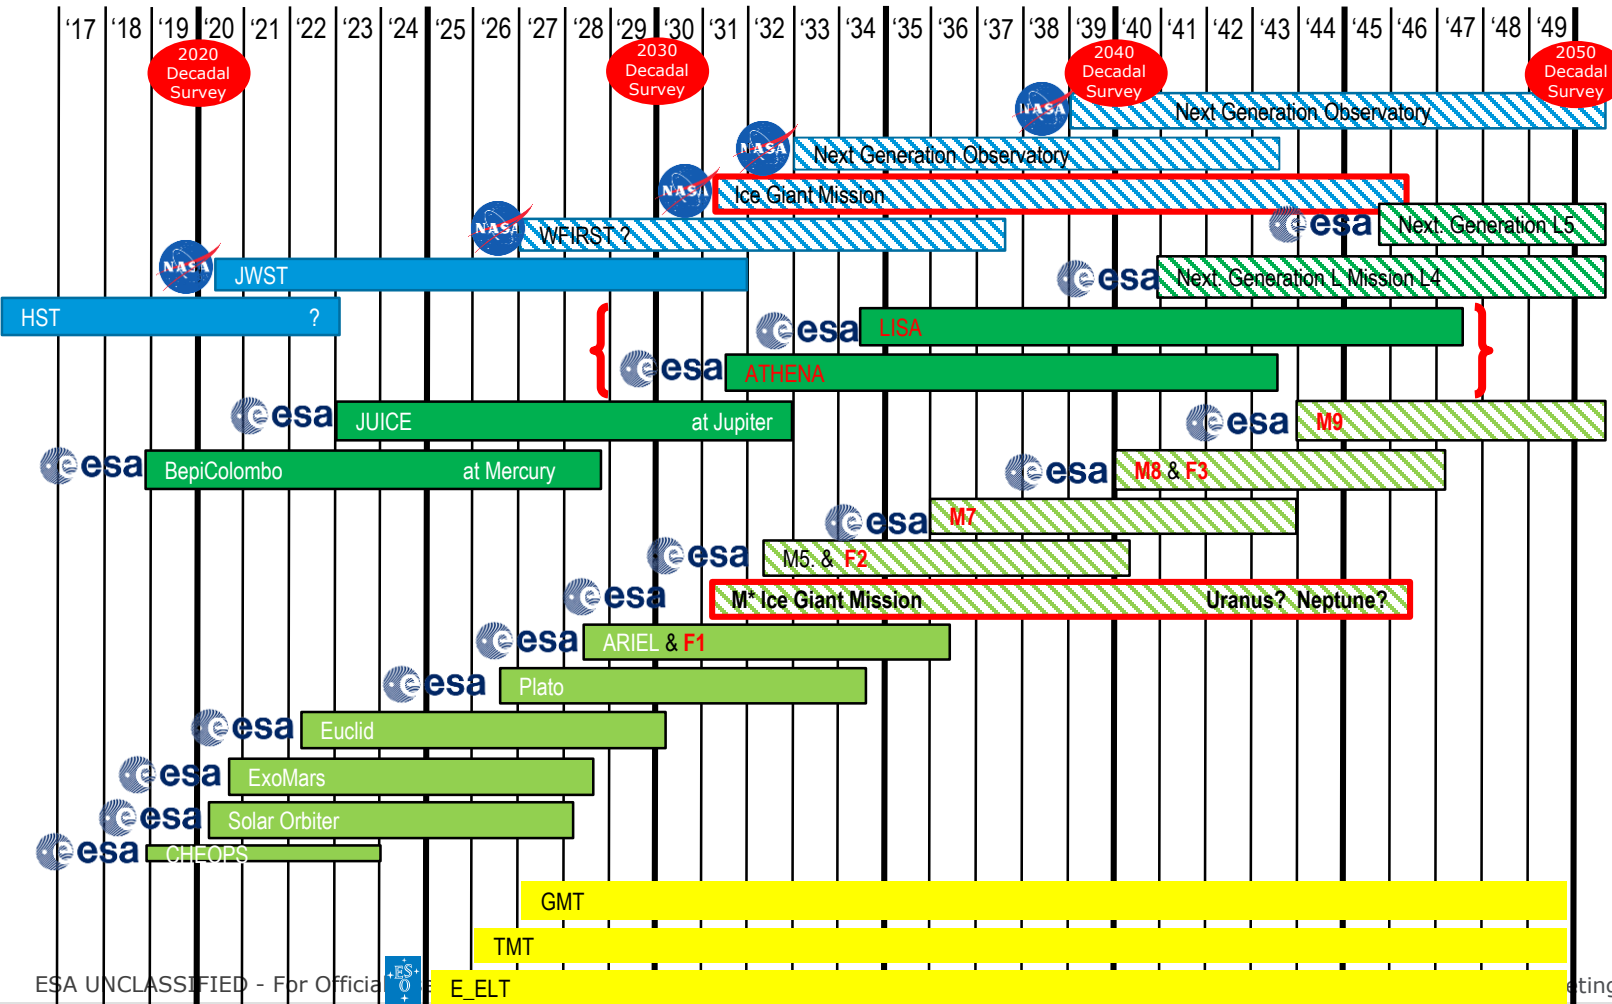 ‘17 ‘18 ‘19 ‘20 ‘21 ‘22 ‘23 ‘24 ‘25 ‘26 ‘27 ‘28 ‘29 ‘30 ‘31 ‘32 ‘33 ‘34 ‘35 ‘36 ‘37 ‘38 ‘39 ‘40 ‘41 ‘42 ‘43 ‘44 ‘45 ‘46 ‘47 ‘48 ‘49
2020
Decadal
Survey
2030
Decadal
Survey
2040
Decadal
Survey
2050
Decadal
Survey
NASA Next Generation Observatory
NASA Next Generation Observatory
NASA Ice Giant Mission
esa Next. Generation L5
NASA WFIRST ?
NASA JWST
esa Next. Generation L Mission L4
HST ?
esa LISA
esa ATHENA
esa JUICE at Jupiter
esa M9
esa BepiColombo at Mercury
esa M8 & F3
esa M7
esa M5. & F2
esa M* Ice Giant Mission Uranus? Neptune?
esa ARIEL & F1
esa Plato
esa Euclid
esa ExoMars
esa Solar Orbiter
esa CHEOPS
GMT
TMT
ESO E_ELT
ESA UNCLASSIFIED - For Official